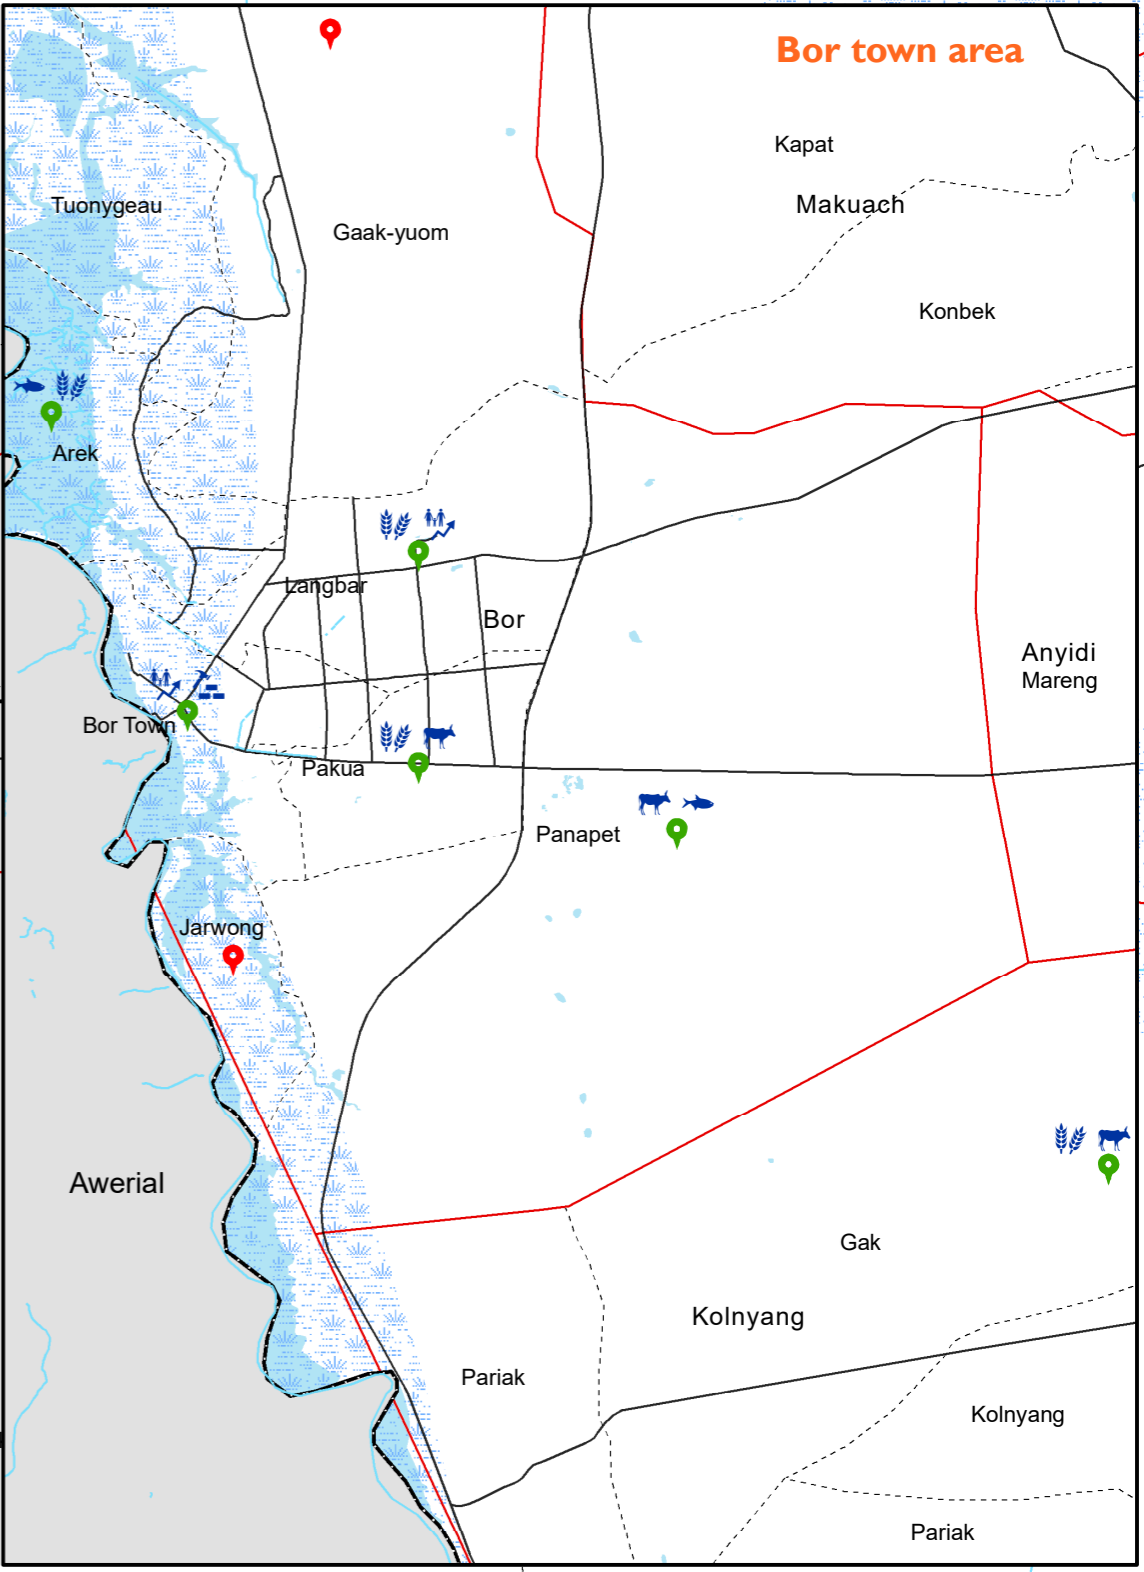 Bor town area
Kapat
Makuach
Tuonygeau
Gaak-yuom
Konbek
Arek
Langbar
Bor
Anyidi
Mareng
Bor Town
Pakua
Panapet
Jarwong
Awerial
Gak
Kolnyang
Pariak
Kolnyang
Pariak